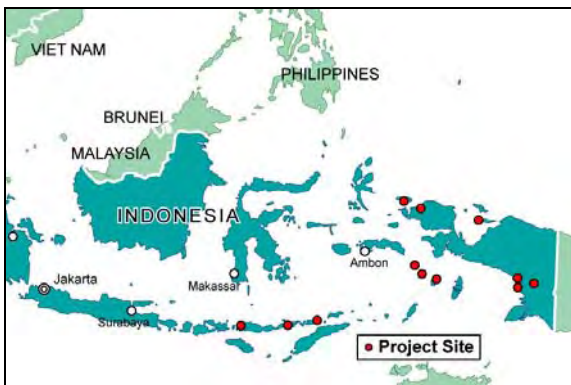 VIET NAM
PHILIPPINES
BRUNEI
MALAYSIA
INDONESIA
Ambon
Makassar
Jakarta
Surabaya
Project Site